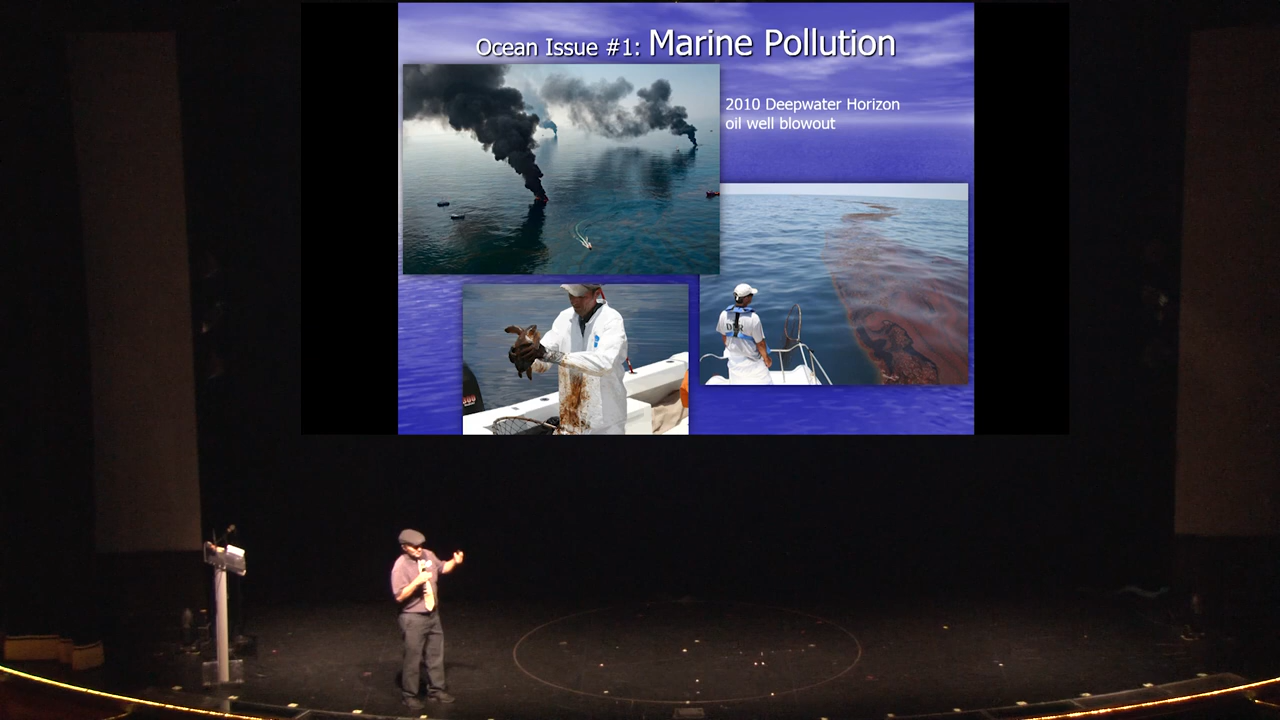 Ocean Issue #1: Marine Pollution
2010 Deepwater Horizon
oil well blowout